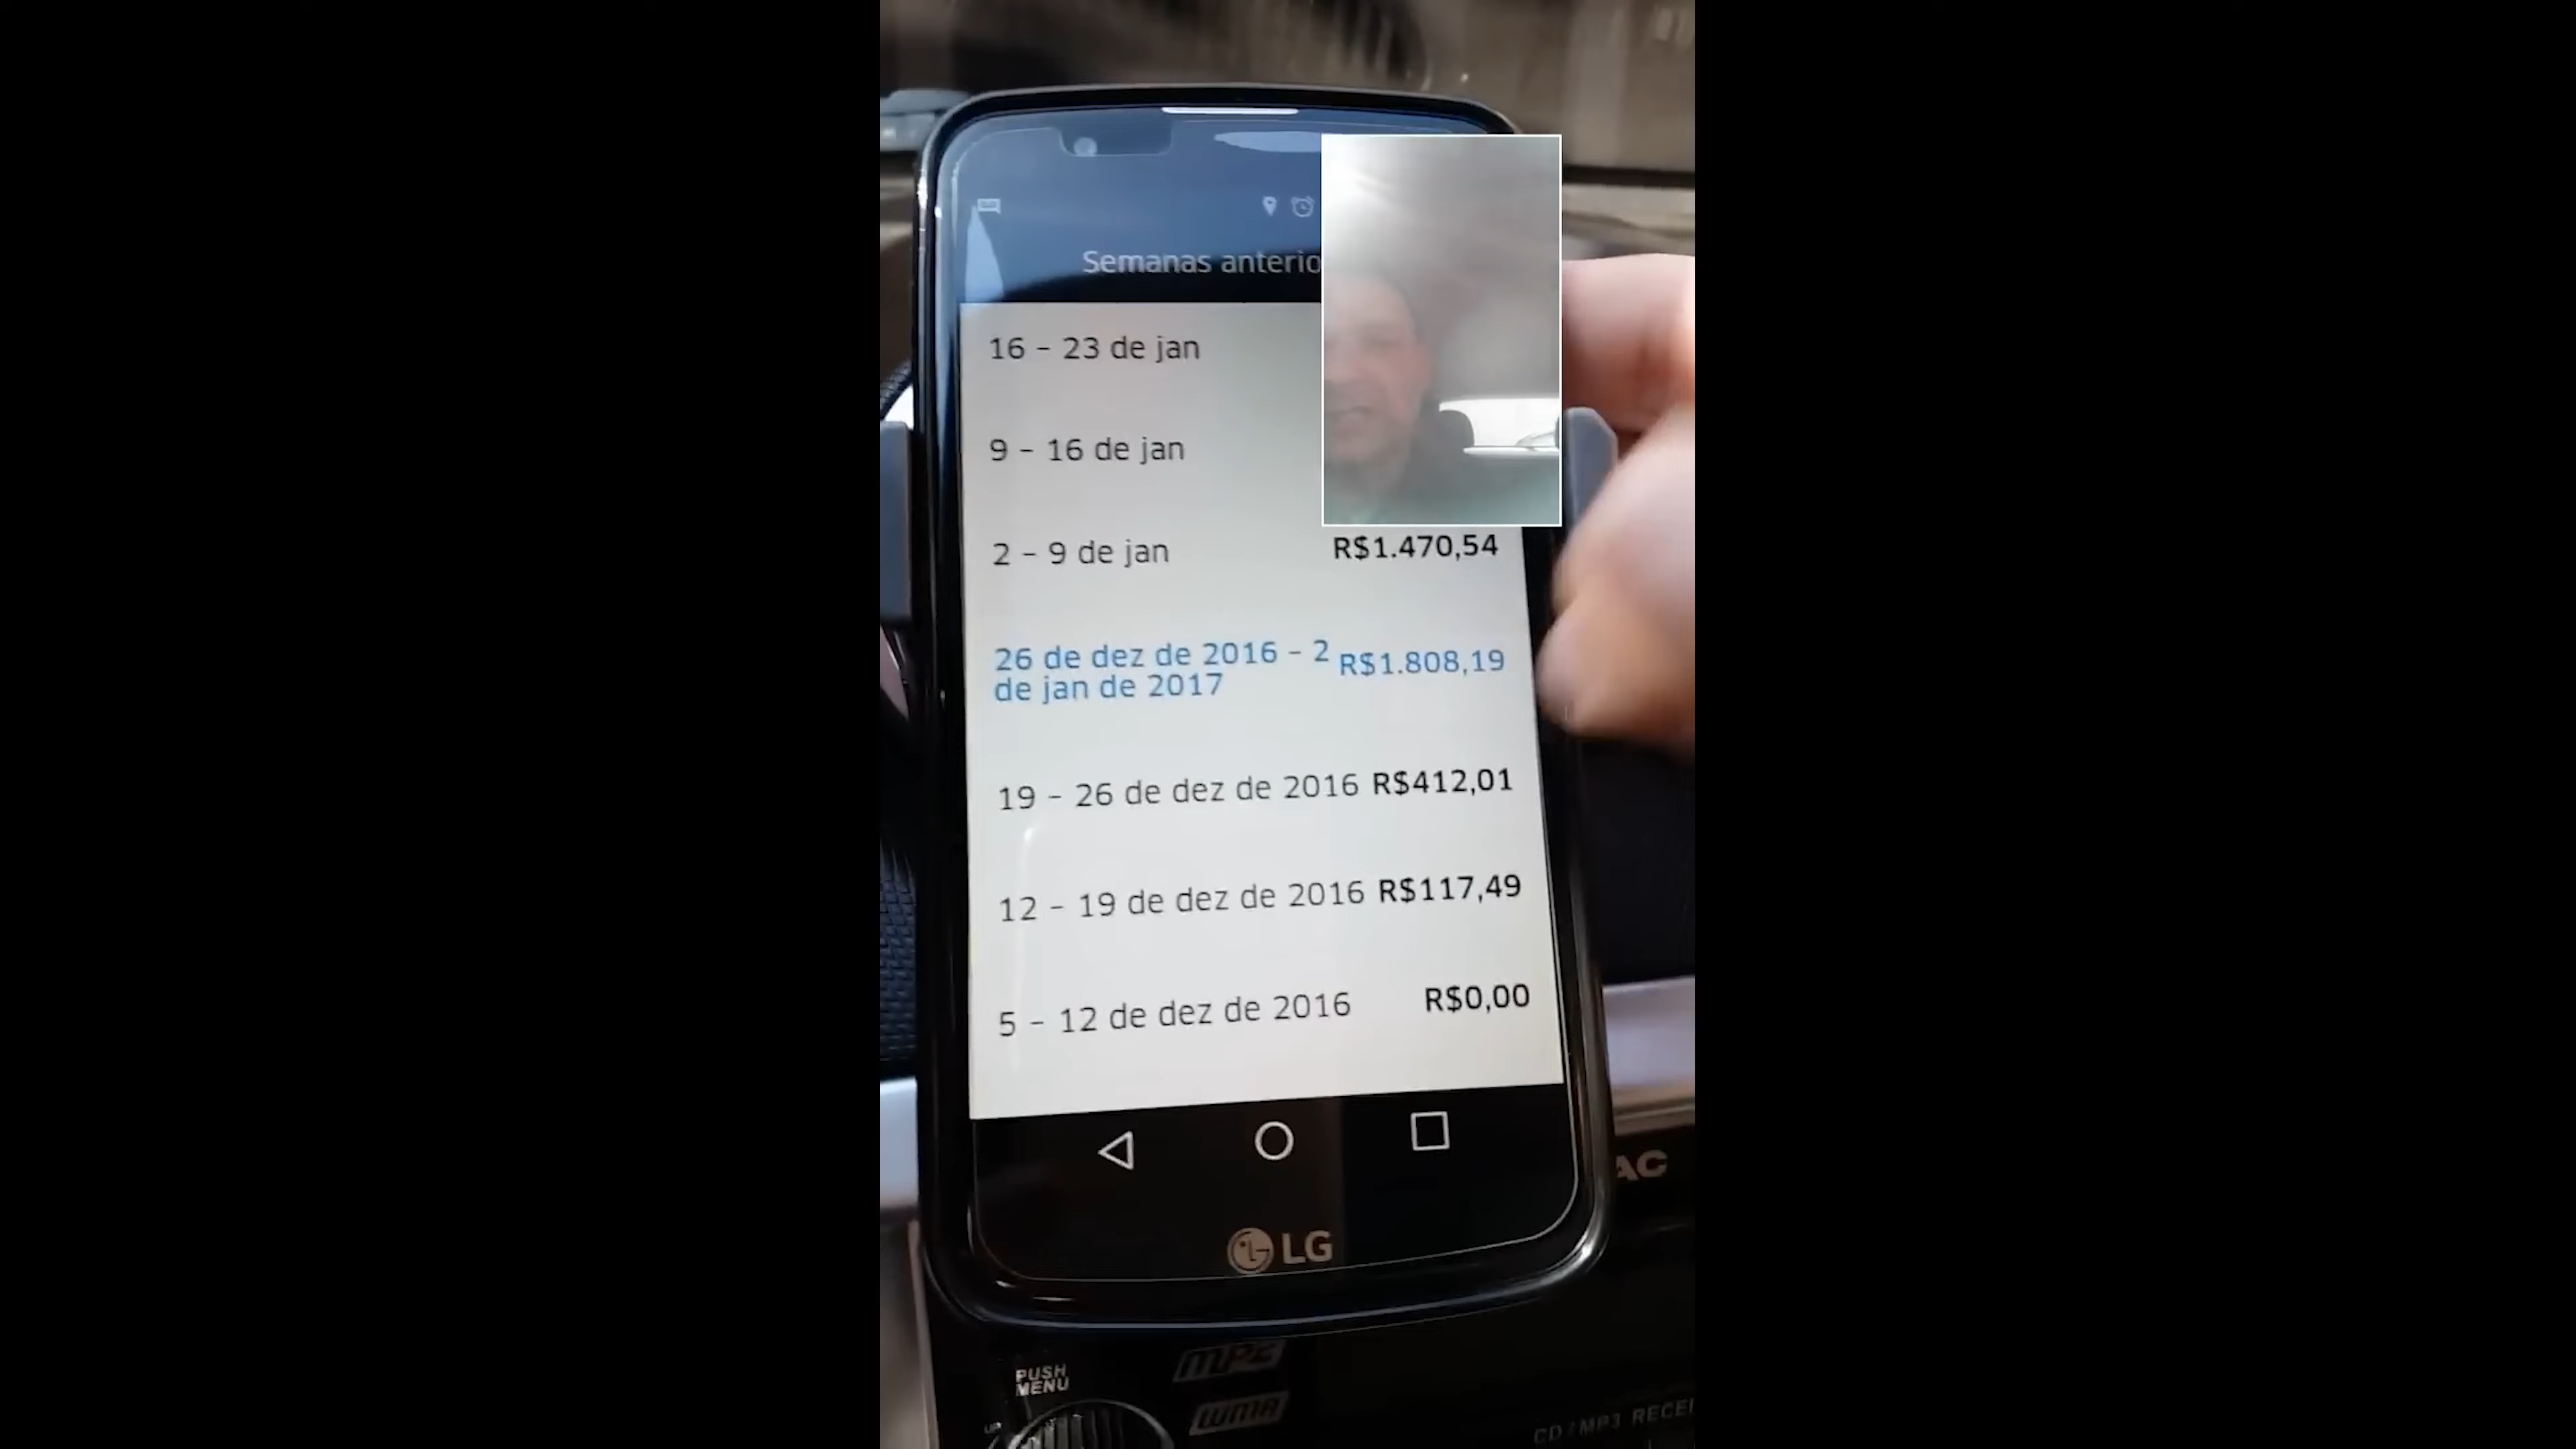 Semanas anterio
16 - 23 de jan
9 - 16 de jan
2 - 9 de jan R$1.470,54
26 de dez de 2016 - 2 R$1.808,19
de jan de 2017
19 - 26 de dez de 2016 R$412,01
12 - 19 de dez de 2016 R$117,49
5 - 12 de dez de 2016 R$0,00
AC
LG
PUSH
MENU
MP3
WMA
UP
CD / MP3 RECEI